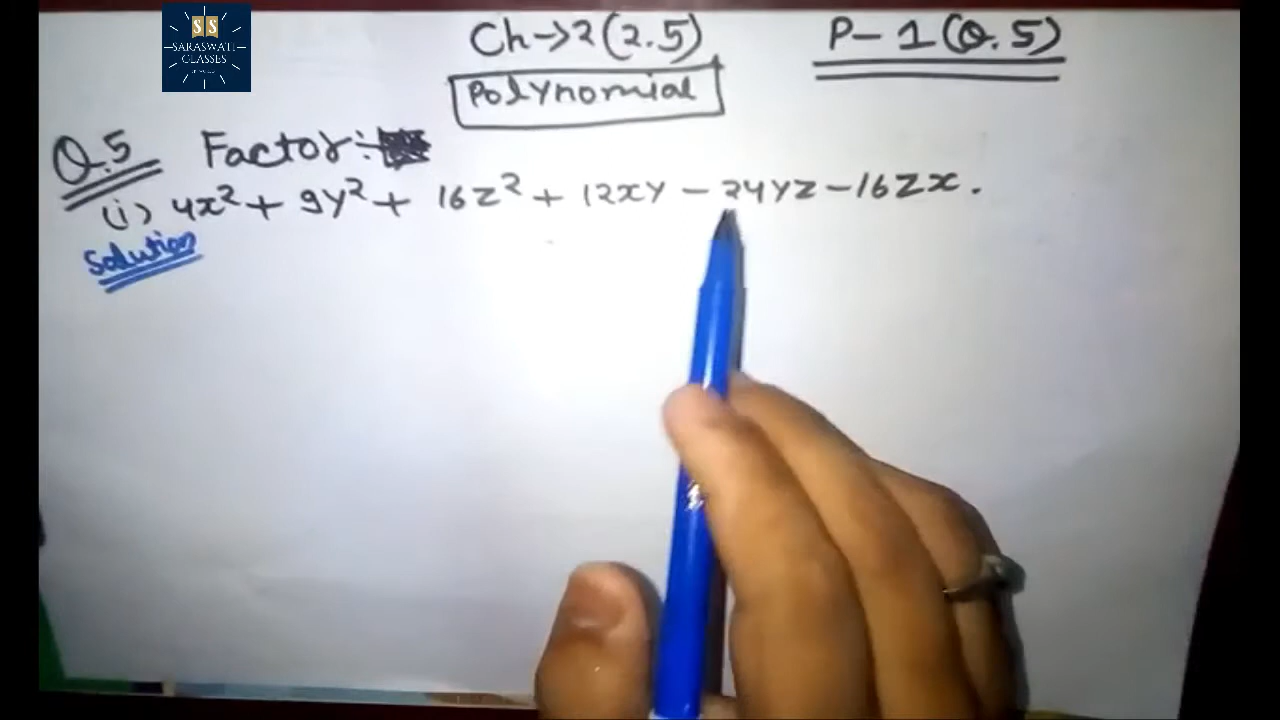 SS
SARASWATI
CLASSES
Ch→2(2.5)
P-1(Q.5)
Polynomial
Q.5 Factor:-
(i) 4x² + 9y² + 16z² + 12xy - 24yz - 16zx.
Solution